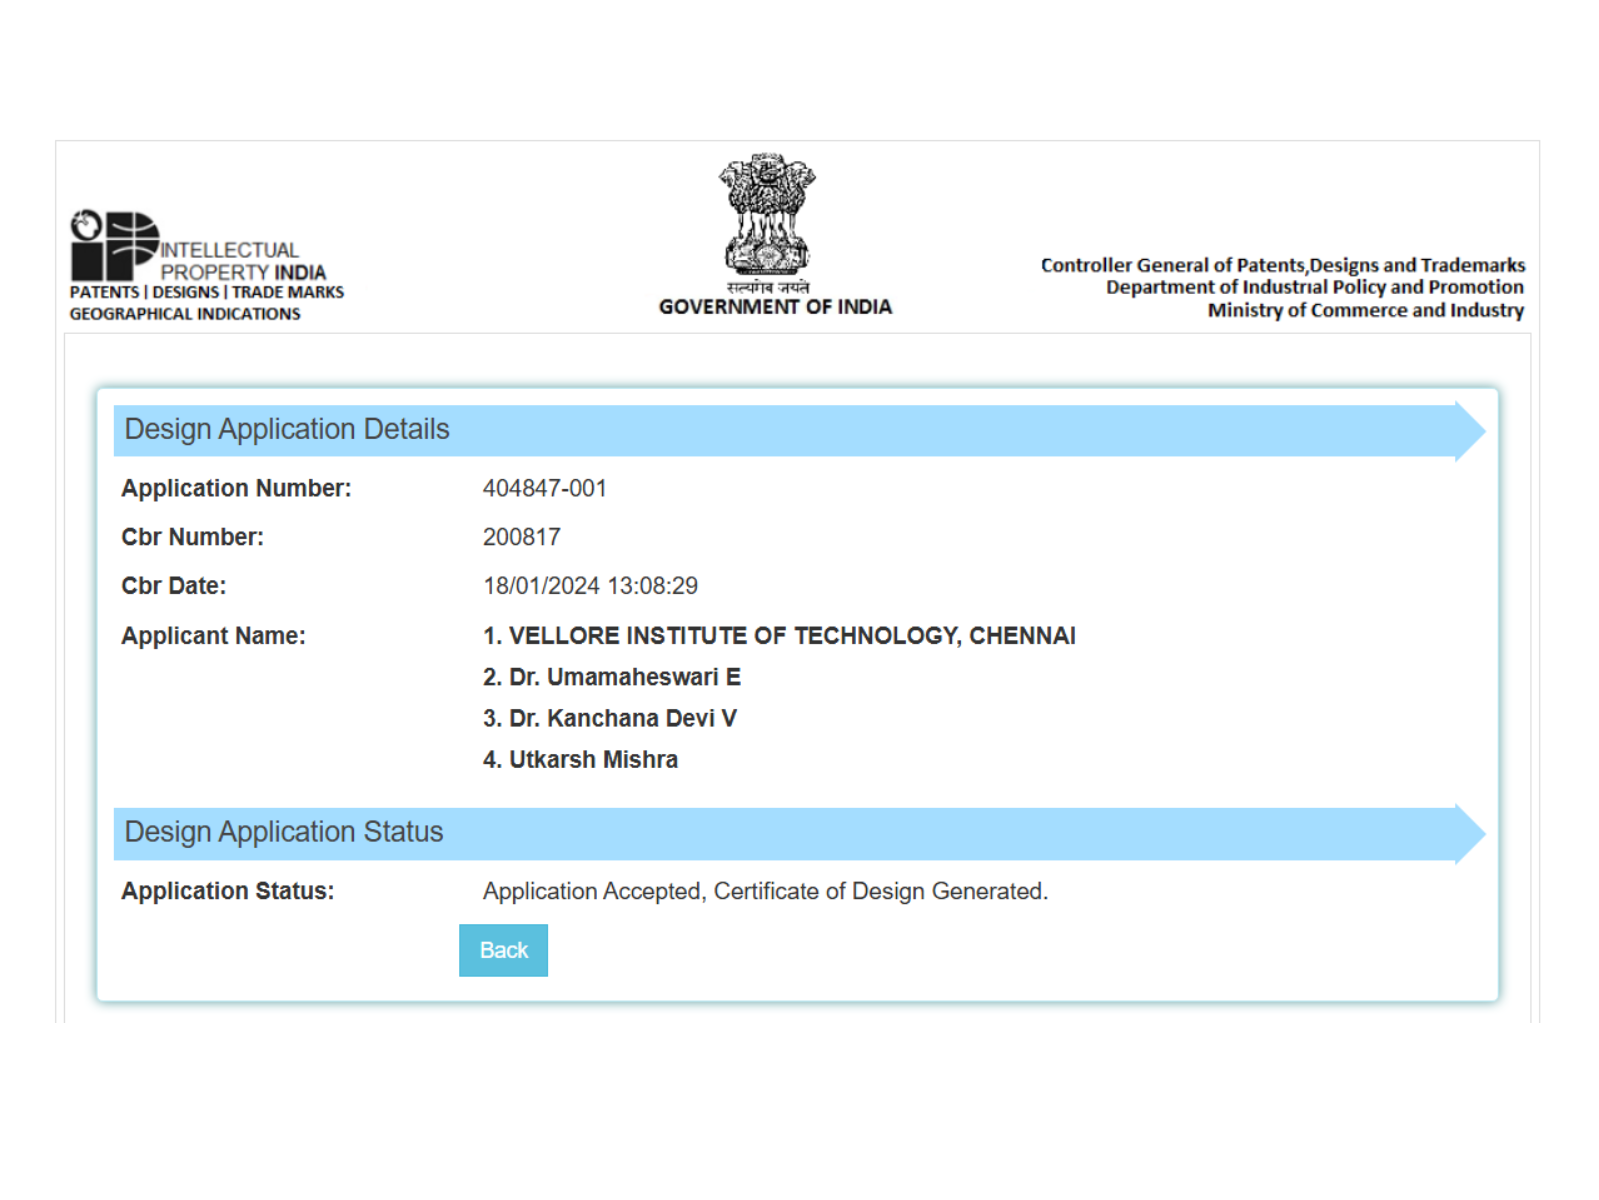 INTELLECTUAL
PROPERTY INDIA
PATENTS | DESIGNS | TRADE MARKS
GEOGRAPHICAL INDICATIONS
सत्यमेव जयते
GOVERNMENT OF INDIA
Controller General of Patents,Designs and Trademarks
Department of Industrial Policy and Promotion
Ministry of Commerce and Industry
Design Application Details
Application Number: 404847-001
Cbr Number: 200817
Cbr Date: 18/01/2024 13:08:29
Applicant Name: 1. VELLORE INSTITUTE OF TECHNOLOGY, CHENNAI
2. Dr. Umamaheswari E
3. Dr. Kanchana Devi V
4. Utkarsh Mishra
Design Application Status
Application Status: Application Accepted, Certificate of Design Generated.
Back